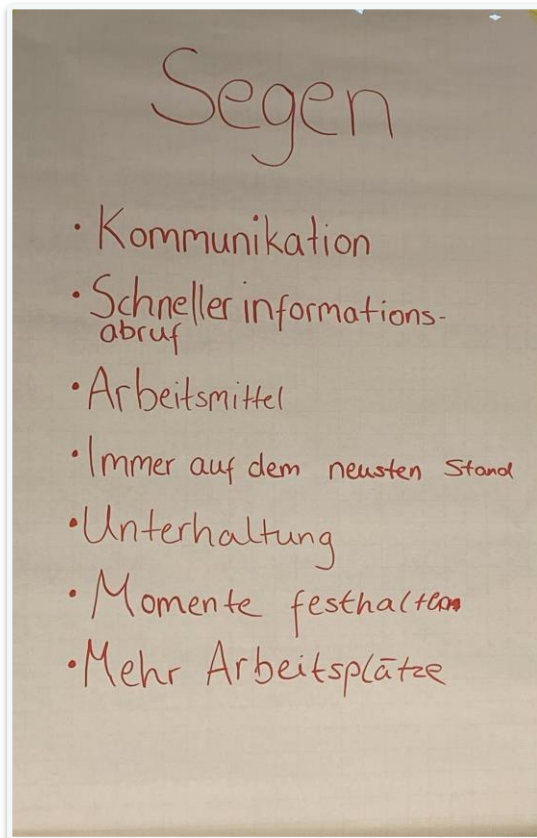 Segen
• Kommunikation
• Schneller informations-
abruf
• Arbeitsmittel
• Immer auf dem neusten Stand
• Unterhaltung
• Momente festhalten
• Mehr Arbeitsplätze